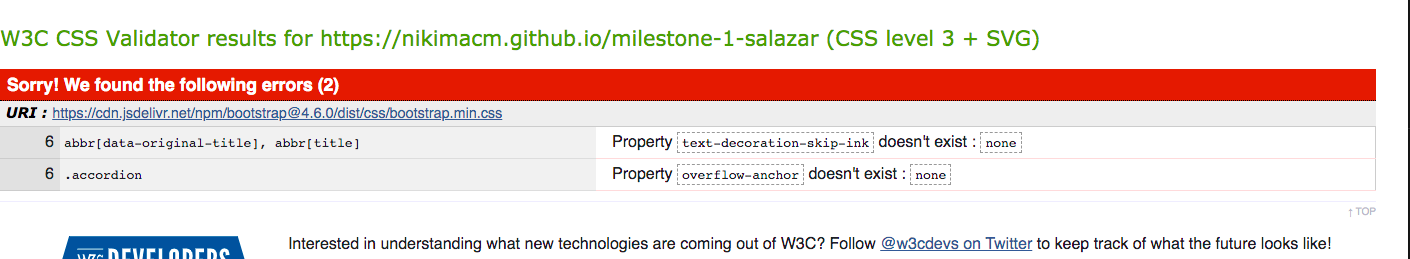 W3C CSS Validator results for https://nikimacm.github.io/milestone-1-salazar (CSS level 3 + SVG)
Sorry! We found the following errors (2)
URI : https://cdn.jsdelivr.net/npm/bootstrap@4.6.0/dist/css/bootstrap.min.css
6 abbr[data-original-title], abbr[title] Property text-decoration-skip-ink doesn't exist : none
6 .accordion Property overflow-anchor doesn't exist : none
↑ TOP
Interested in understanding what new technologies are coming out of W3C? Follow @w3cdevs on Twitter to keep track of what the future looks like!
W3C DEVELOPERS